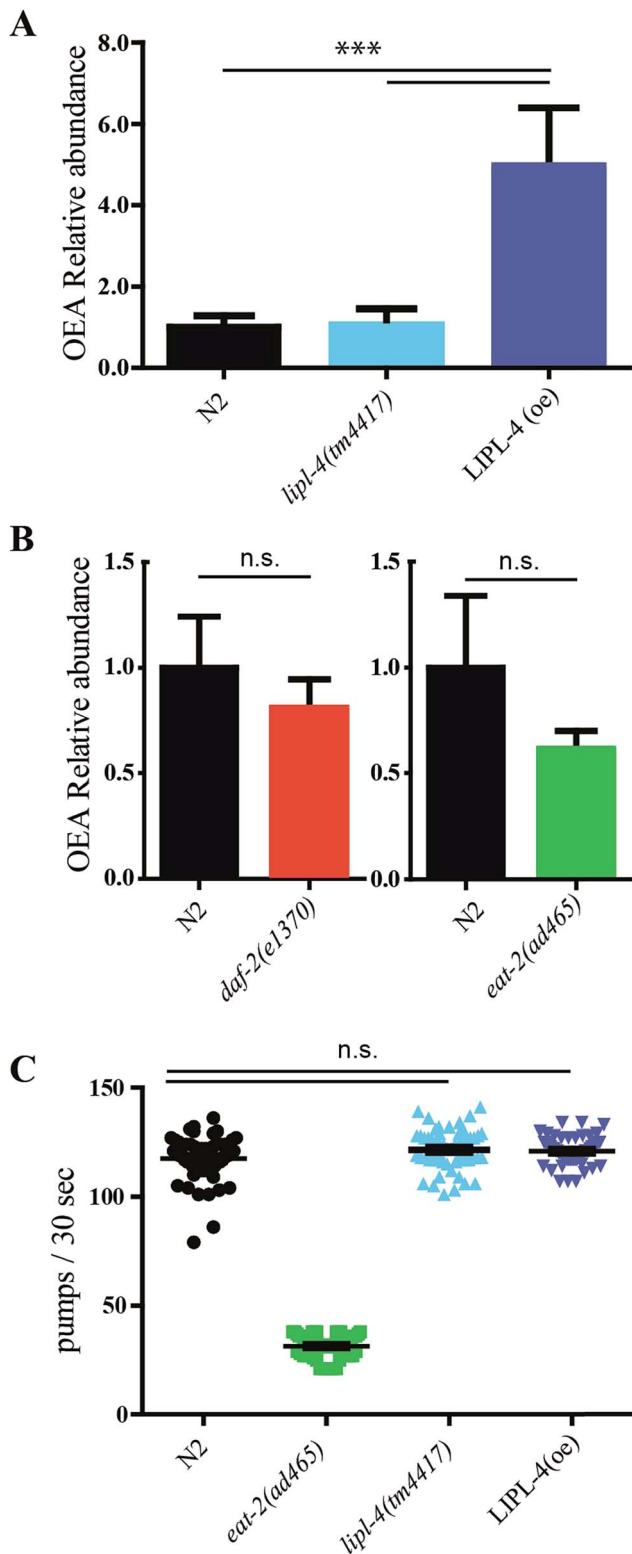 A
OEA Relative abundance
8.0
6.0
4.0
2.0
0.0
***
N2
lipl-4(tm4417)
LIPL-4 (oe)
B
OEA Relative abundance
1.5
1.0
0.5
0.0
n.s.
N2
daf-2(e1370)
1.5
1.0
0.5
0.0
n.s.
N2
eat-2(ad465)
C
n.s.
pumps / 30 sec
150
100
50
0
N2
eat-2(ad465)
lipl-4(tm4417)
LIPL-4(oe)